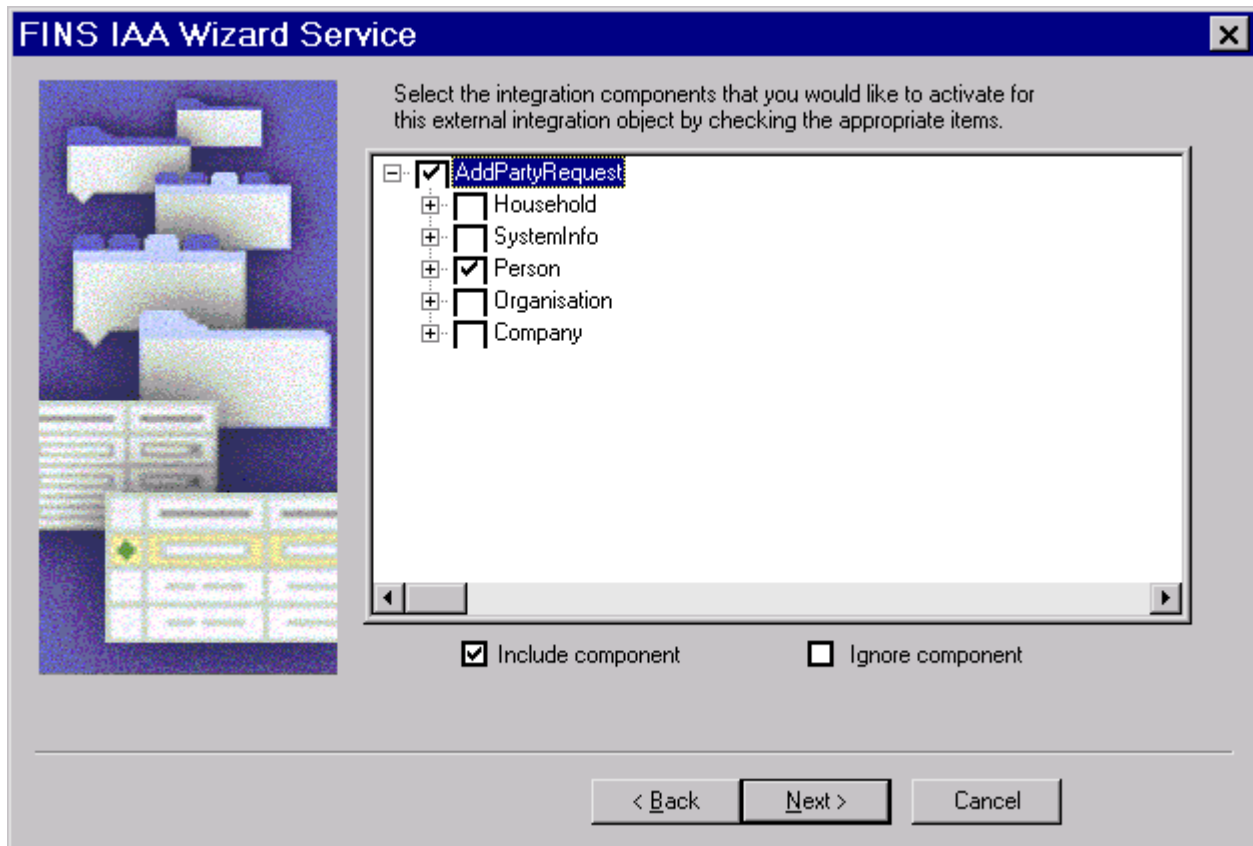 FINS IAA Wizard Service
Select the integration components that you would like to activate for
this external integration object by checking the appropriate items.
AddPartyRequest
Household
SystemInfo
Person
Organisation
Company
Include component Ignore component
< Back Next > Cancel